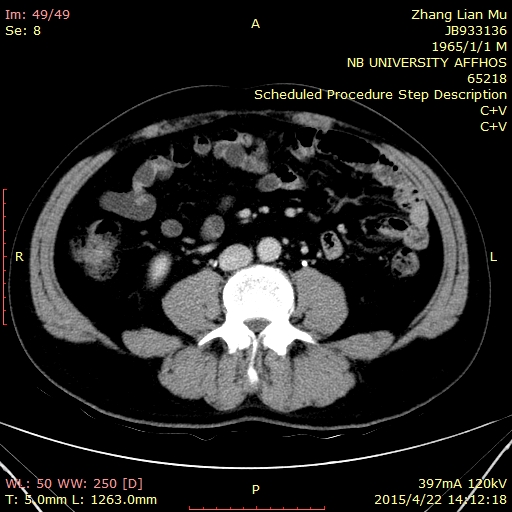 Im: 49/49
Se: 8
A
Zhang Lian Mu
JB933136
1965/1/1 M
NB UNIVERSITY AFFHOS
65218
Scheduled Procedure Step Description
C+V
C+V
R
L
WL: 50 WW: 250 [D]
T: 5.0mm L: 1263.0mm
P
397mA 120kV
2015/4/22 14:12:18